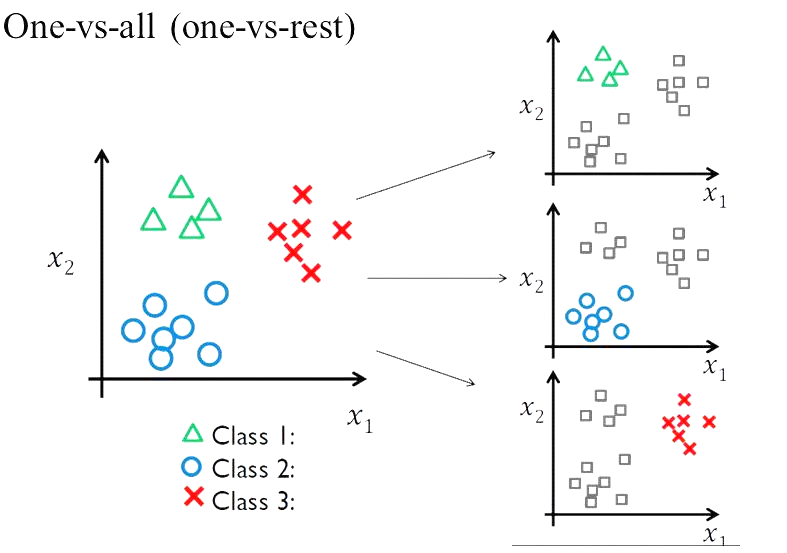 One-vs-all (one-vs-rest)
x₂
x₁
Class 1:
Class 2:
Class 3:
x₂
x₁
x₂
x₁
x₂
x₁